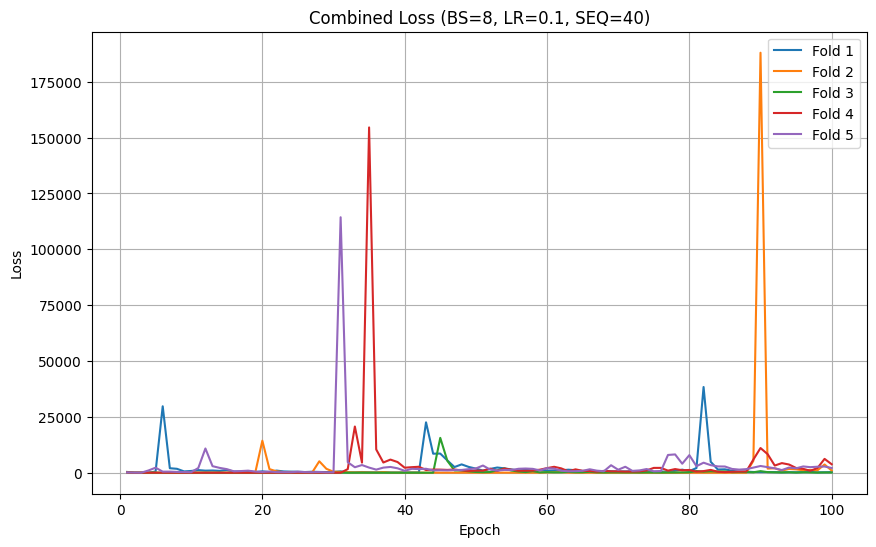 Combined Loss (BS=8, LR=0.1, SEQ=40)
Fold 1
Fold 2
Fold 3
Fold 4
Fold 5
175000
150000
125000
100000
75000
50000
25000
0
Loss
0 20 40 60 80 100
Epoch